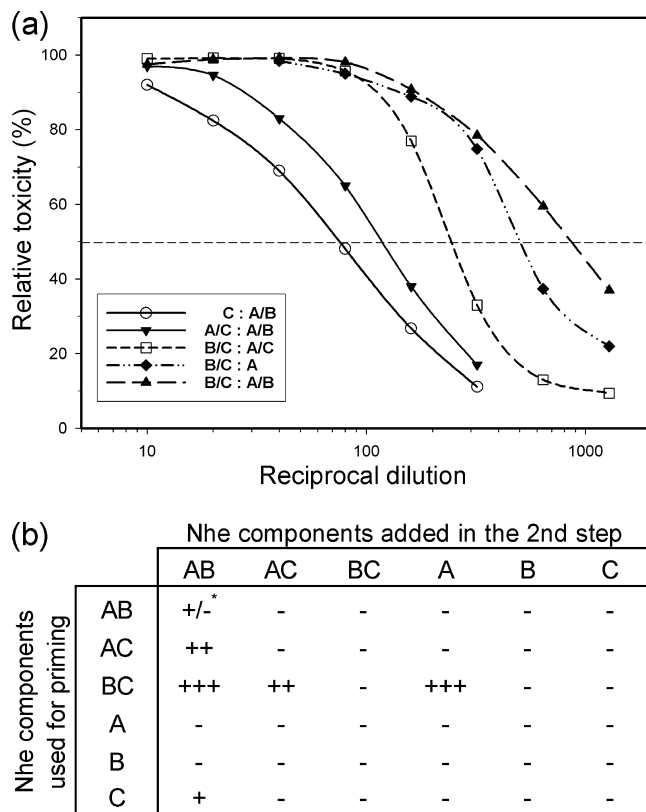 (a)
Relative toxicity (%)
100
80
60
40
20
0
10
100
1000
Reciprocal dilution
C : A/B
A/C : A/B
B/C : A/C
B/C : A
B/C : A/B
(b)
Nhe components added in the 2nd step
AB AC BC A B C
Nhe components
used for priming
AB +/-* - - - - -
AC ++ - - - - -
BC +++ ++ - +++ - -
A - - - - - -
B - - - - - -
C + - - - - -